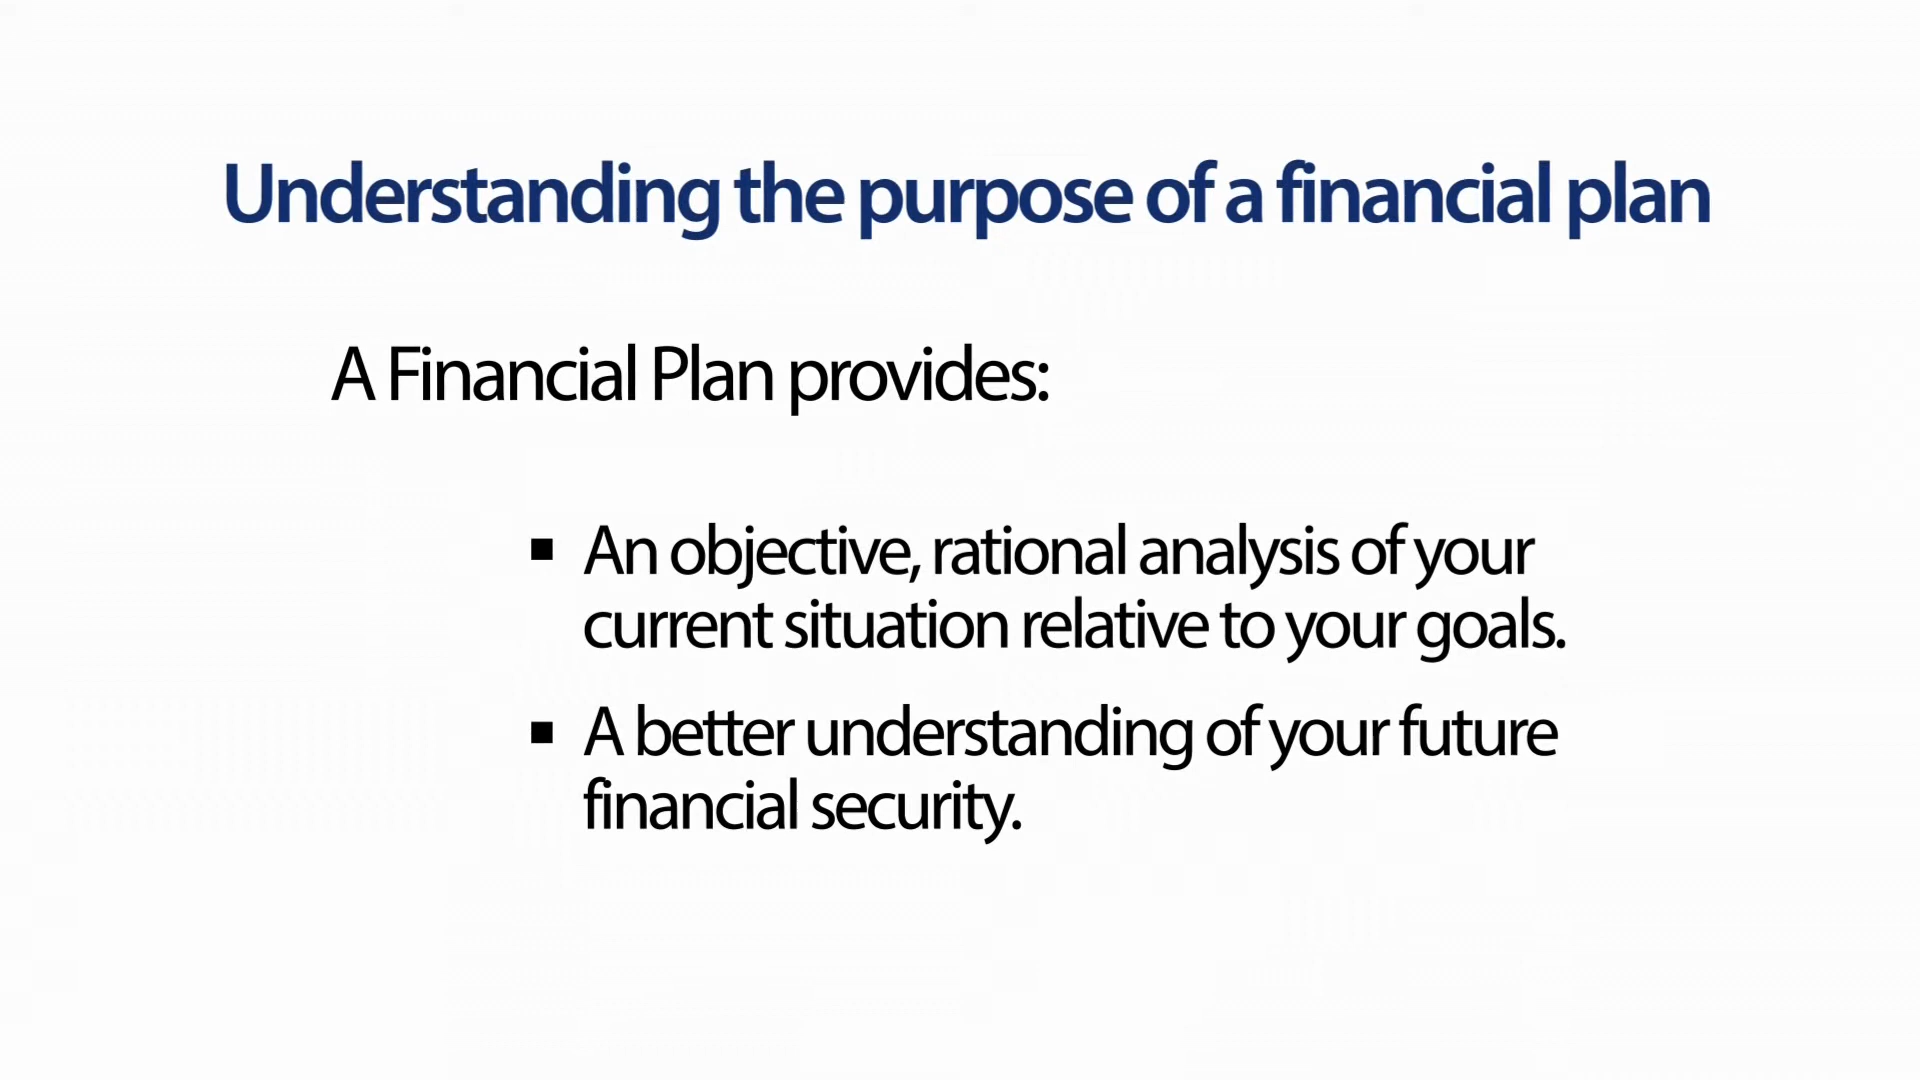 Understanding the purpose of a financial plan
A Financial Plan provides:
▪ An objective, rational analysis of your
current situation relative to your goals.
▪ A better understanding of your future
financial security.